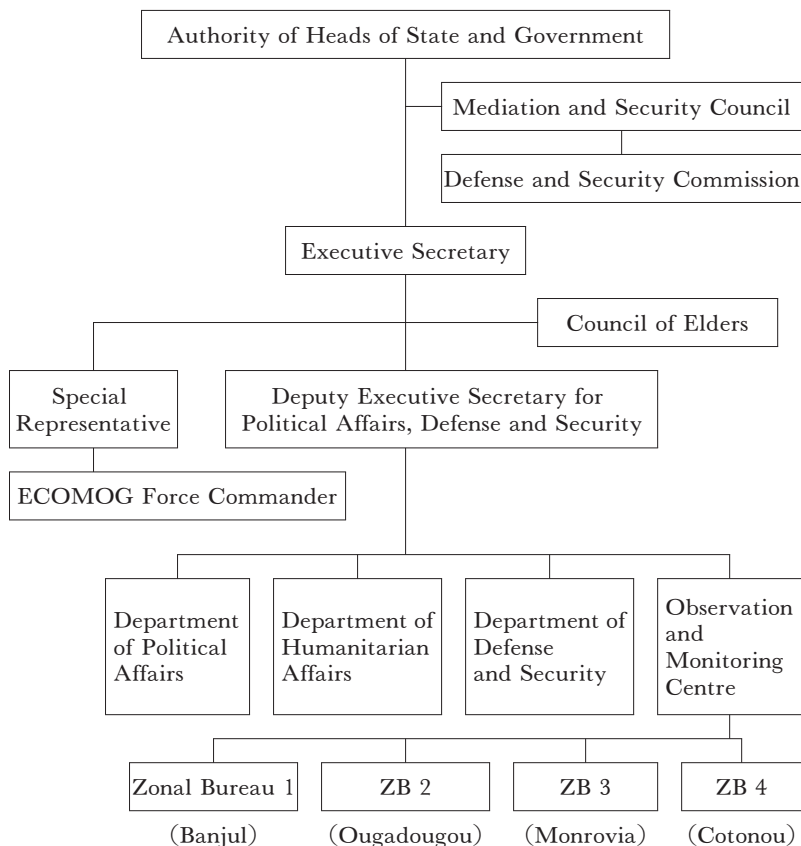 Authority of Heads of State and Government
Mediation and Security Council
Defense and Security Commission
Executive Secretary
Council of Elders
Special
Representative
Deputy Executive Secretary for
Political Affairs, Defense and Security
ECOMOG Force Commander
Department
of Political
Affairs
Department of
Humanitarian
Affairs
Department of
Defense
and Security
Observation
and
Monitoring
Centre
Zonal Bureau 1
ZB 2
ZB 3
ZB 4
(Banjul)
(Ougadougou)
(Monrovia)
(Cotonou)